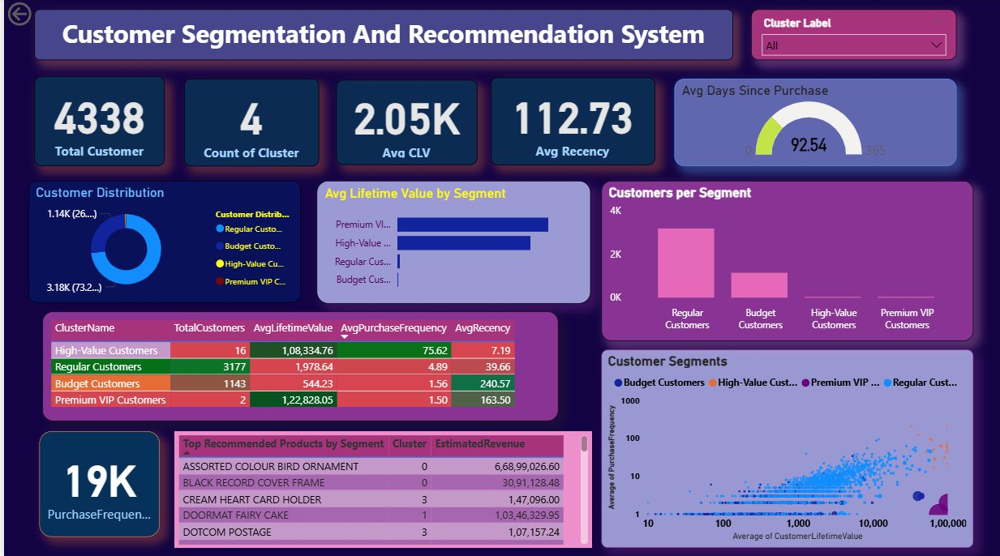 Customer Segmentation And Recommendation System
Cluster Label
All
4338
Total Customer
4
Count of Cluster
2.05K
Avg CLV
112.73
Avg Recency
Avg Days Since Purchase
92.54
0
365
Customer Distribution
1.14K (26....)
3.18K (73.2...)
Customer Distrib...
Regular Custo...
Budget Custo...
High-Value Cu...
Premium VIP C...
Avg Lifetime Value by Segment
Premium VI...
High-Value ...
Regular Cus...
Budget Cus...
Customers per Segment
4K
2K
0K
Regular Customers
Budget Customers
High-Value Customers
Premium VIP Customers
ClusterName TotalCustomers AvgLifetimeValue AvgPurchaseFrequency AvgRecency
High-Value Customers 16 1,08,334.76 75.62 7.19
Regular Customers 3177 1,978.64 4.89 39.66
Budget Customers 1143 544.23 1.56 240.57
Premium VIP Customers 2 1,22,828.05 1.50 163.50
Customer Segments
Budget Customers High-Value Cust... Premium VIP ... Regular Cust...
Average of PurchaseFrequency
1000
100
10
1
10 100 1,000 10,000 1,00,000
Average of CustomerLifetimeValue
19K
PurchaseFrequen...
Top Recommended Products by Segment Cluster EstimatedRevenue
ASSORTED COLOUR BIRD ORNAMENT 0 6,68,99,026.60
BLACK RECORD COVER FRAME 0 30,91,128.48
CREAM HEART CARD HOLDER 3 1,47,096.00
DOORMAT FAIRY CAKE 1 1,03,46,329.95
DOTCOM POSTAGE 3 1,07,157.24